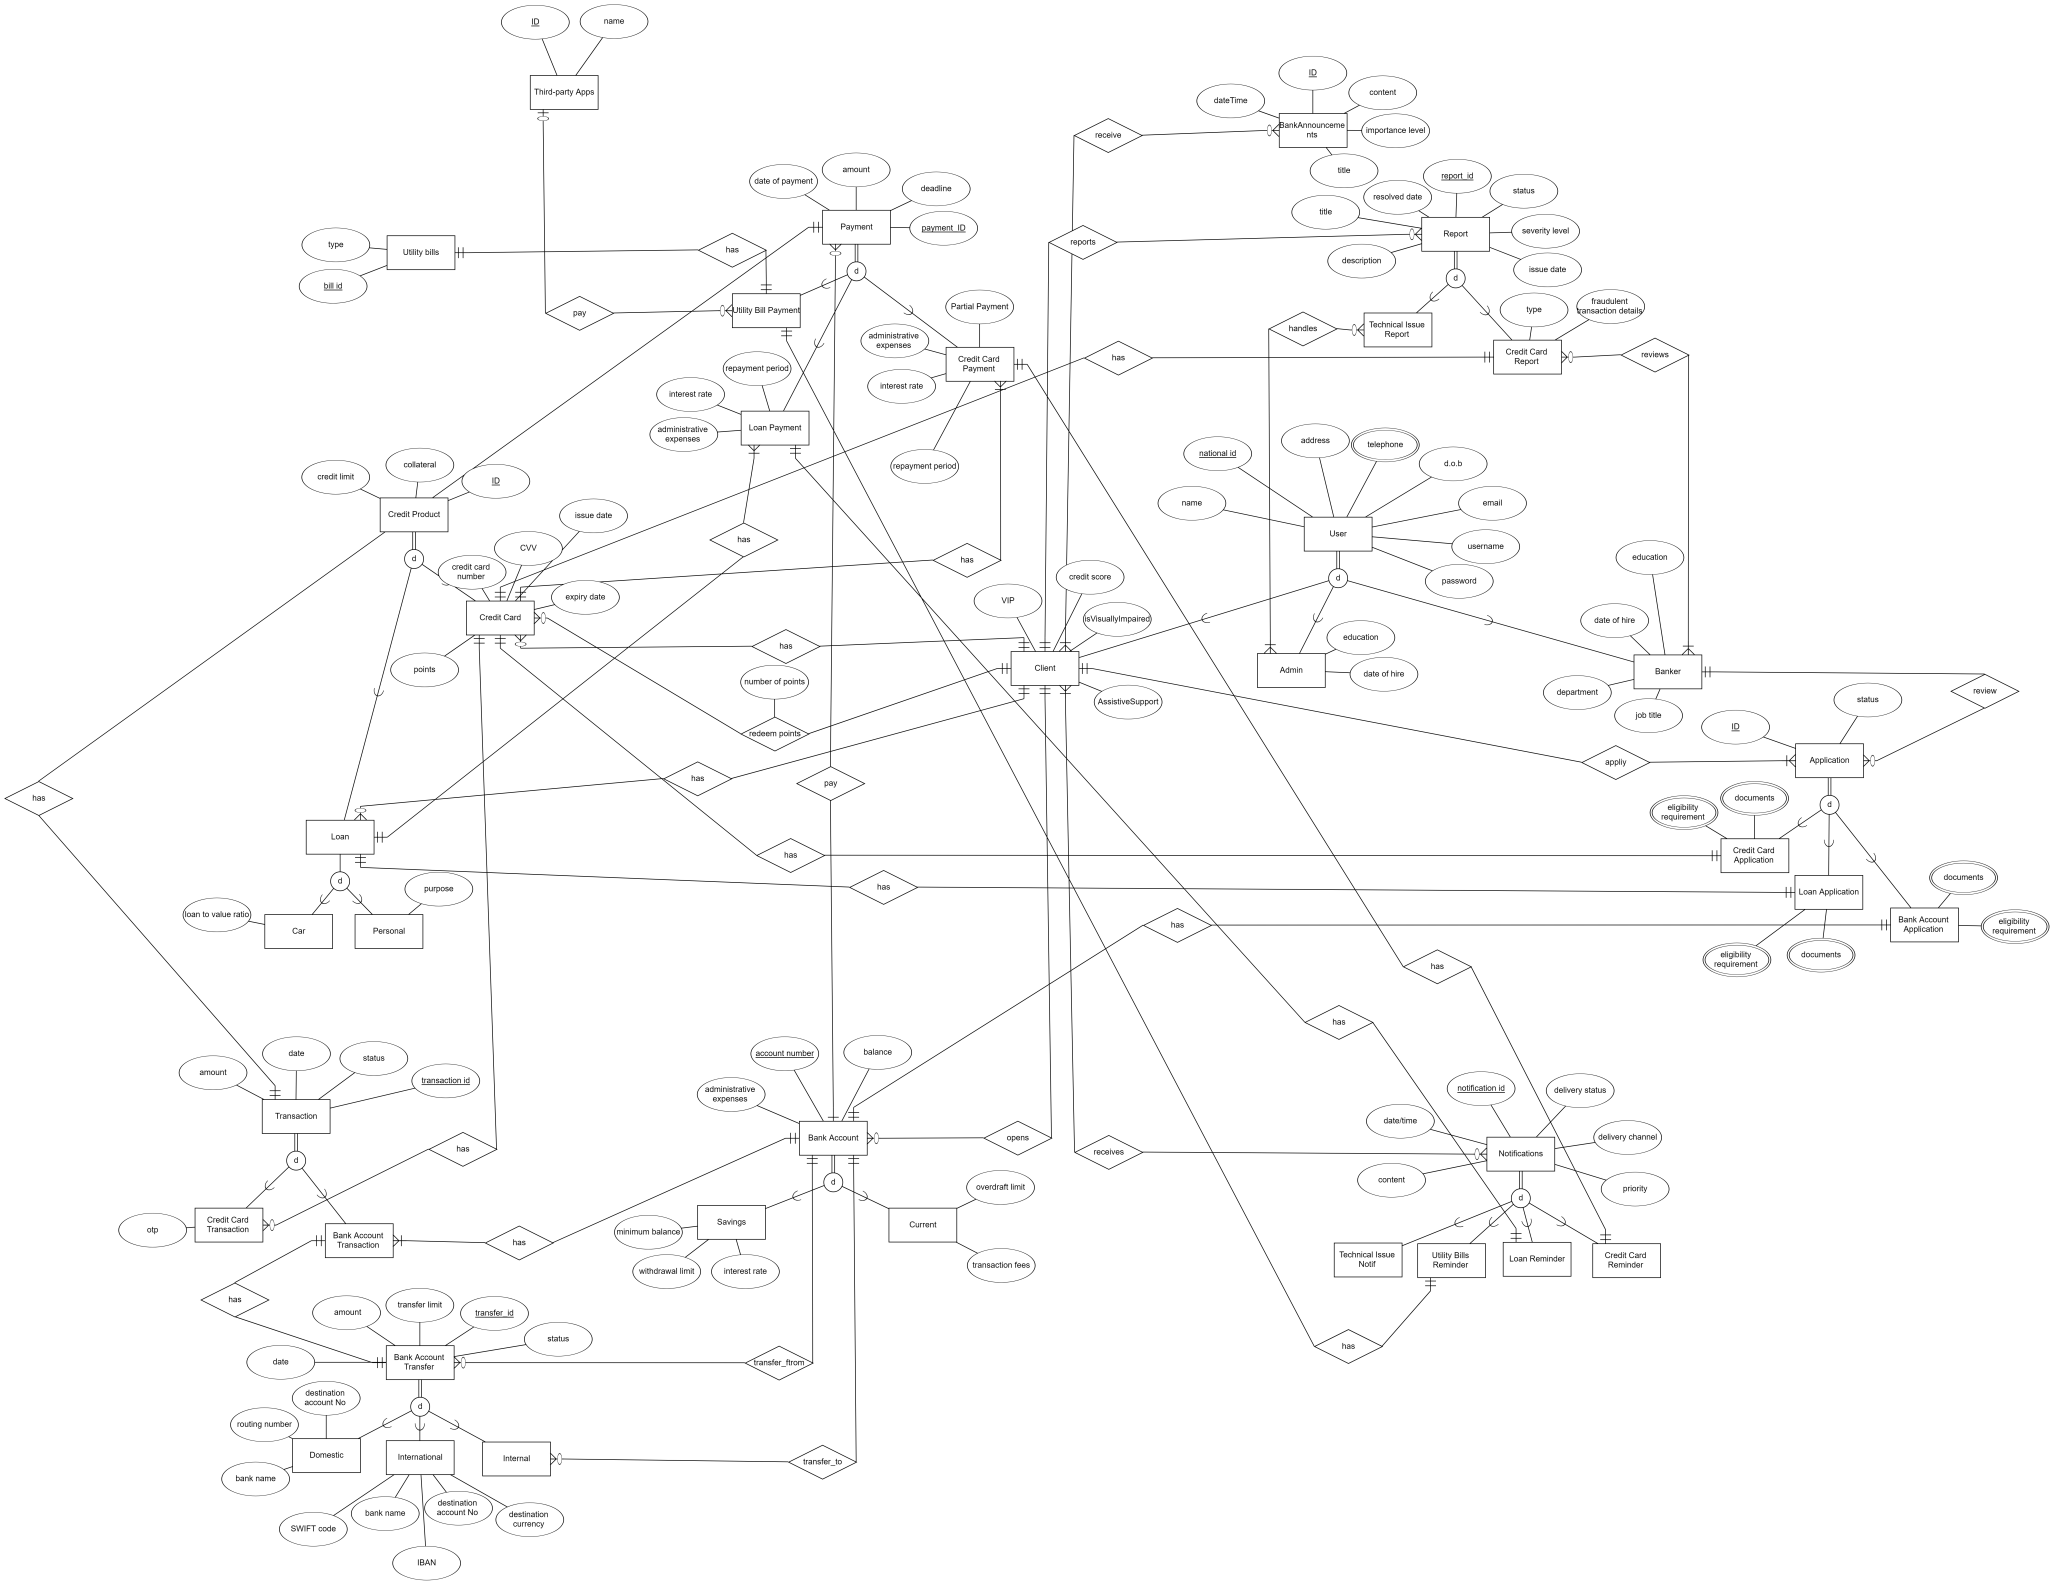 ID
name
Third-party Apps
ID
dateTime
content
BankAnnounceme
nts
importance level
receive
title
date of payment
amount
deadline
Payment
payment_ID
report_id
resolved date
status
title
Report
severity level
description
issue date
reports
d
type
Utility bills
bill id
has
d
pay
Utility Bill Payment
Partial Payment
administrative
expenses
Credit Card
Payment
interest rate
repayment period
repayment period
interest rate
administrative
expenses
Loan Payment
handles
Technical Issue
Report
type
fraudulent
transaction details
Credit Card
Report
reviews
has
credit limit
collateral
ID
Credit Product
d
issue date
CVV
credit card
number
expiry date
Credit Card
points
has
has
has
number of points
redeem points
has
national id
address
telephone
d.o.b
name
email
User
username
password
d
VIP
credit score
isVisuallyImpaired
Client
AssistiveSupport
education
Admin
date of hire
education
date of hire
Banker
department
job title
review
status
ID
Application
appliy
d
documents
eligibility
requirement
Credit Card
Application
Loan Application
documents
Bank Account
Application
eligibility
requirement
eligibility
requirement
documents
has
pay
Loan
d
purpose
loan to value ratio
Car
Personal
has
has
has
has
has
date
amount
status
transaction id
Transaction
d
has
otp
Credit Card
Transaction
Bank Account
Transaction
has
account number
balance
administrative
expenses
Bank Account
opens
d
overdraft limit
Savings
Current
minimum balance
withdrawal limit
interest rate
transaction fees
receives
notification id
delivery status
date/time
delivery channel
Notifications
content
priority
d
Technical Issue
Notif
Utility Bills
Reminder
Loan Reminder
Credit Card
Reminder
has
has
amount
transfer limit
transfer_id
status
date
Bank Account
Transfer
transfer_ftrom
destination
account No
d
routing number
Domestic
International
Internal
transfer_to
bank name
SWIFT code
bank name
destination
account No
destination
currency
IBAN